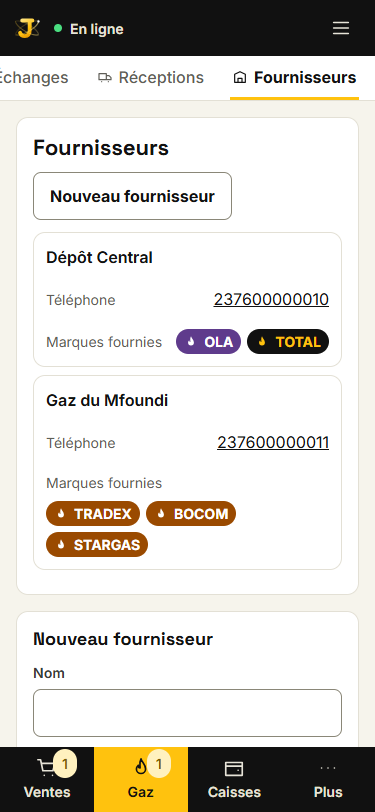 J
En ligne
Échanges
Réceptions
Fournisseurs
Fournisseurs
Nouveau fournisseur
Dépôt Central
Téléphone 237600000010
Marques fournies OLA TOTAL
Gaz du Mfoundi
Téléphone 237600000011
Marques fournies
TRADEX BOCOM
STARGAS
Nouveau fournisseur
Nom
1 1
Ventes Gaz Caisses Plus